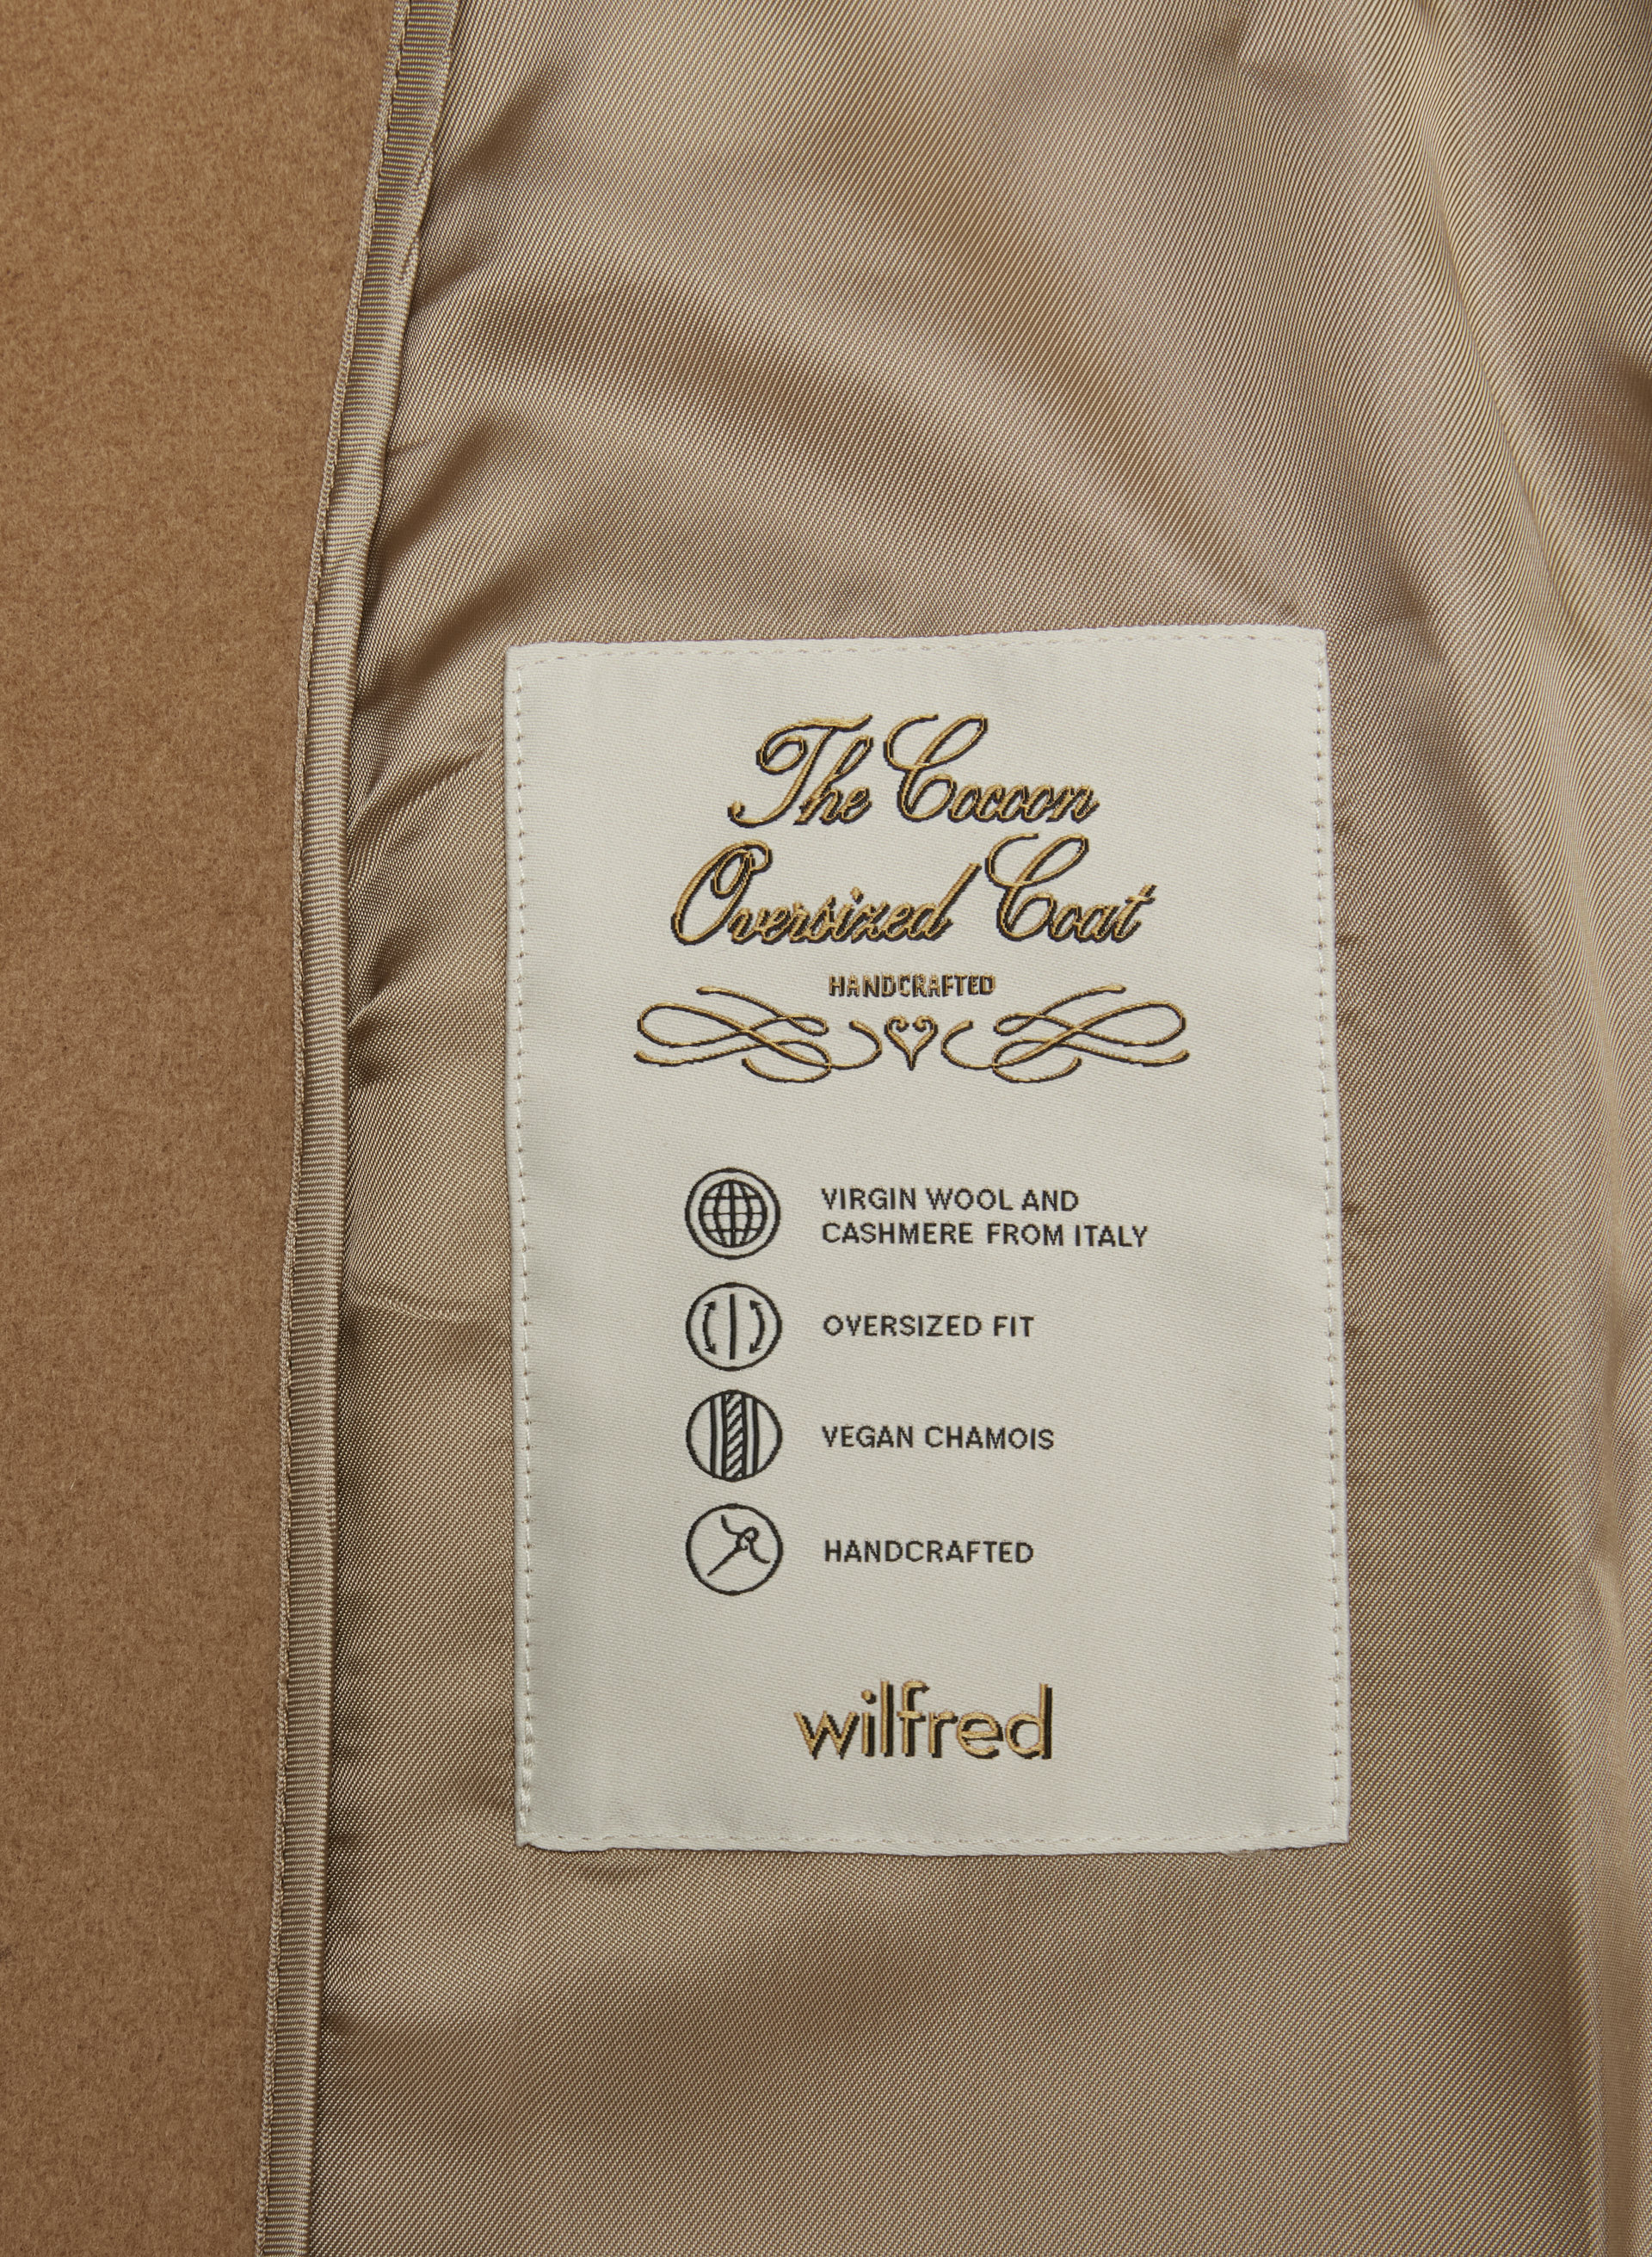 The Cocoon
Oversized Coat
HANDCRAFTED
VIRGIN WOOL AND
CASHMERE FROM ITALY
OVERSIZED FIT
VEGAN CHAMOIS
HANDCRAFTED
wilfred